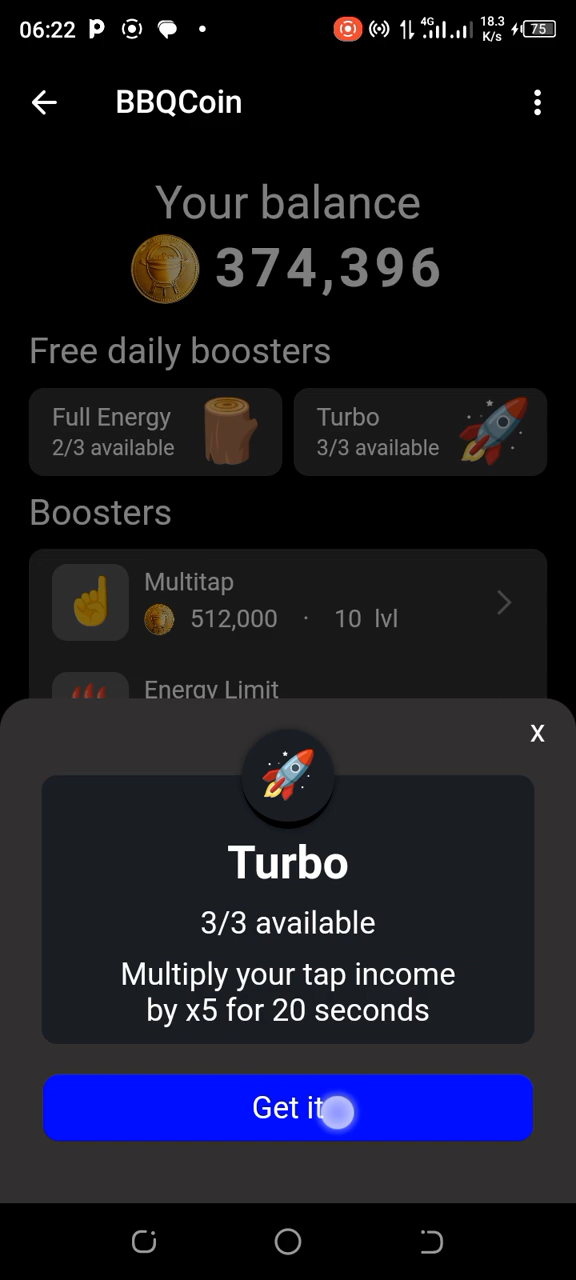 06:22
4G
18.3
K/s
75
BBQCoin
Your balance
374,396
Free daily boosters
Full Energy
2/3 available
Turbo
3/3 available
Boosters
Multitap
512,000 · 10 lvl
Energy Limit
X
Turbo
3/3 available
Multiply your tap income
by x5 for 20 seconds
Get it